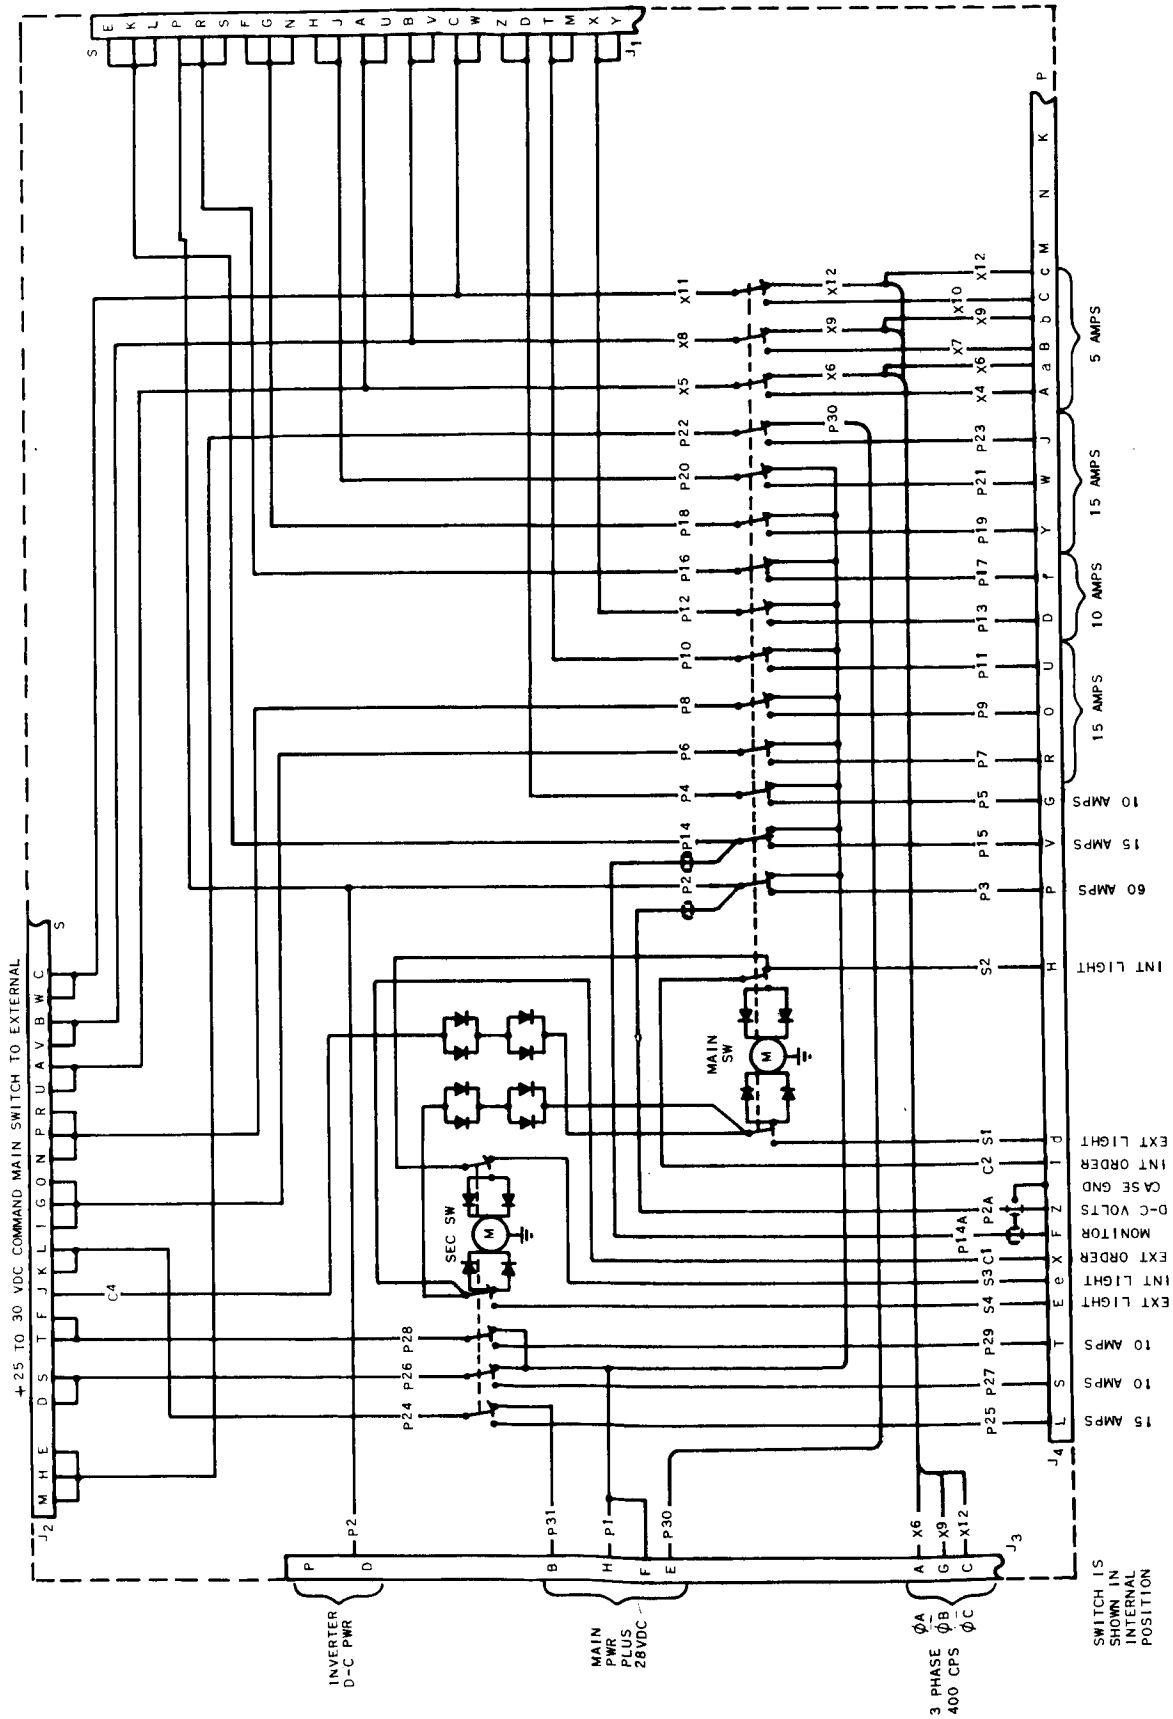 +25 TO 30 VDC COMMAND MAIN SWITCH TO EXTERNAL
J2
M H E D S T F J K L I G O N P R U A V B W C
S
S
E K L P R S F G N H J A U B V C W Z D T M X Y
J1
C4
P24
P26
P28
SEC SW
M
MAIN SW
M
P2
P14
P4
P6
P8
P10
P12
P16
P18
P20
P22
X5
X8
X11
P30
X6
X9
X12
INVERTER
D-C PWR
P
D
P2
MAIN
PWR
PLUS
28VDC
B
H
F
E
P31
P1
P30
3 PHASE
400 CPS
ØA
ØB
ØC
A
G
C
X6
X9
X12
J3
P25
P27
P29
S4
S3
C1
P14A
P2A
C2
S1
S2
P3
P15
P5
P7
P9
P11
P13
P17
P19
P21
P23
X4
X6
X7
X9
X10
X12
J4
L S T E e X F Z I d H P V G R O U D f Y W J A a B b C c M N K
P
15 AMPS
10 AMPS
10 AMPS
EXT LIGHT
INT LIGHT
EXT ORDER
MONITOR
D-C VOLTS
CASE GND
INT ORDER
EXT LIGHT
INT LIGHT
60 AMPS
15 AMPS
10 AMPS
15 AMPS
10 AMPS
15 AMPS
5 AMPS
SWITCH IS
SHOWN IN
INTERNAL
POSITION